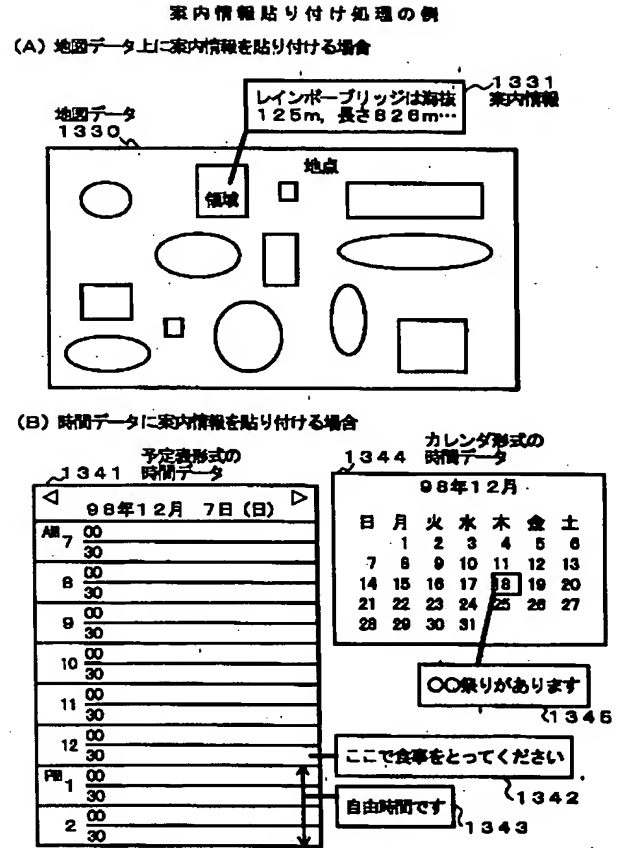 案内情報貼り付け処理の例
(A) 地図データ上に案内情報を貼り付ける場合
レインボーブリッジは海抜
125m, 長さ826m…
1331
案内情報
地図データ
1330
地点
領域
(B) 時間データに案内情報を貼り付ける場合
予定表形式の
時間データ
1341
98年12月 7日(日)
AM 7 00
30
8 00
30
9 00
30
10 00
30
11 00
30
12 00
30
PM 1 00
30
2 00
30
カレンダ形式の
時間データ
1344
98年12月
日 月 火 水 木 金 土
1 2 3 4 5 6
7 8 9 10 11 12 13
14 15 16 17 18 19 20
21 22 23 24 25 26 27
28 29 30 31
〇〇祭りがあります
1345
ここで食事をとってください
1342
自由時間です
1343